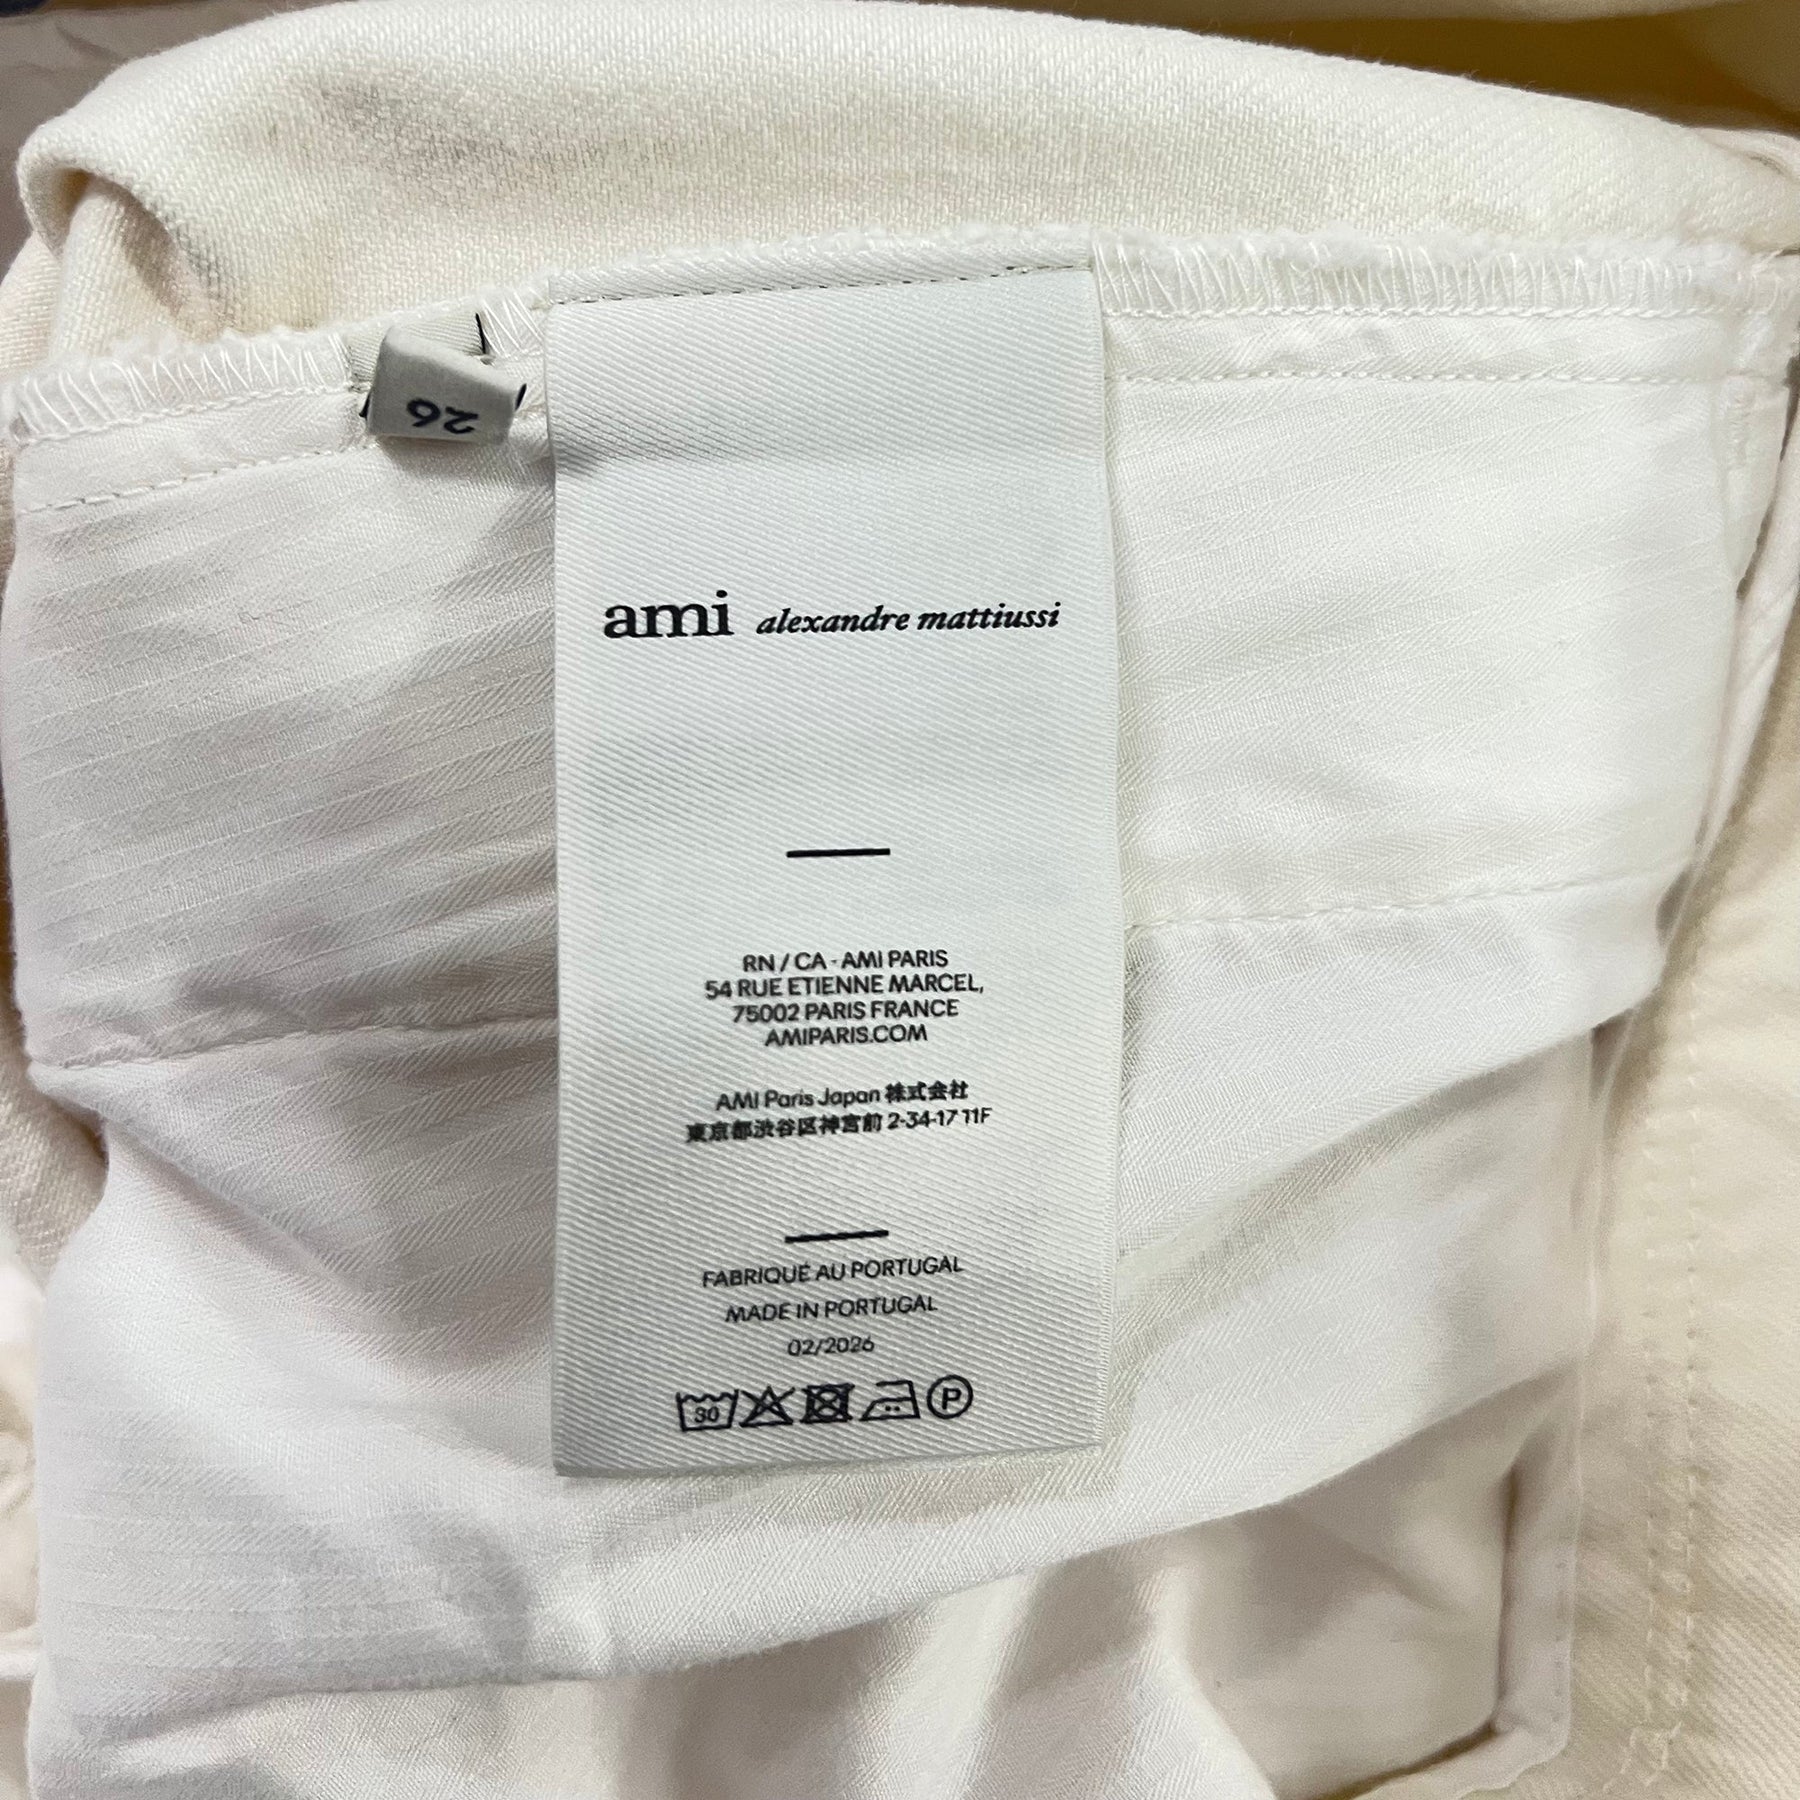 26
ami alexandre mattiussi
RN / CA - AMI PARIS
54 RUE ETIENNE MARCEL,
75002 PARIS FRANCE
AMIPARIS.COM
AMI Paris Japan 株式会社
東京都渋谷区神宮前 2-34-17 11F
FABRIQUÉ AU PORTUGAL
MADE IN PORTUGAL
02/2026
30 P